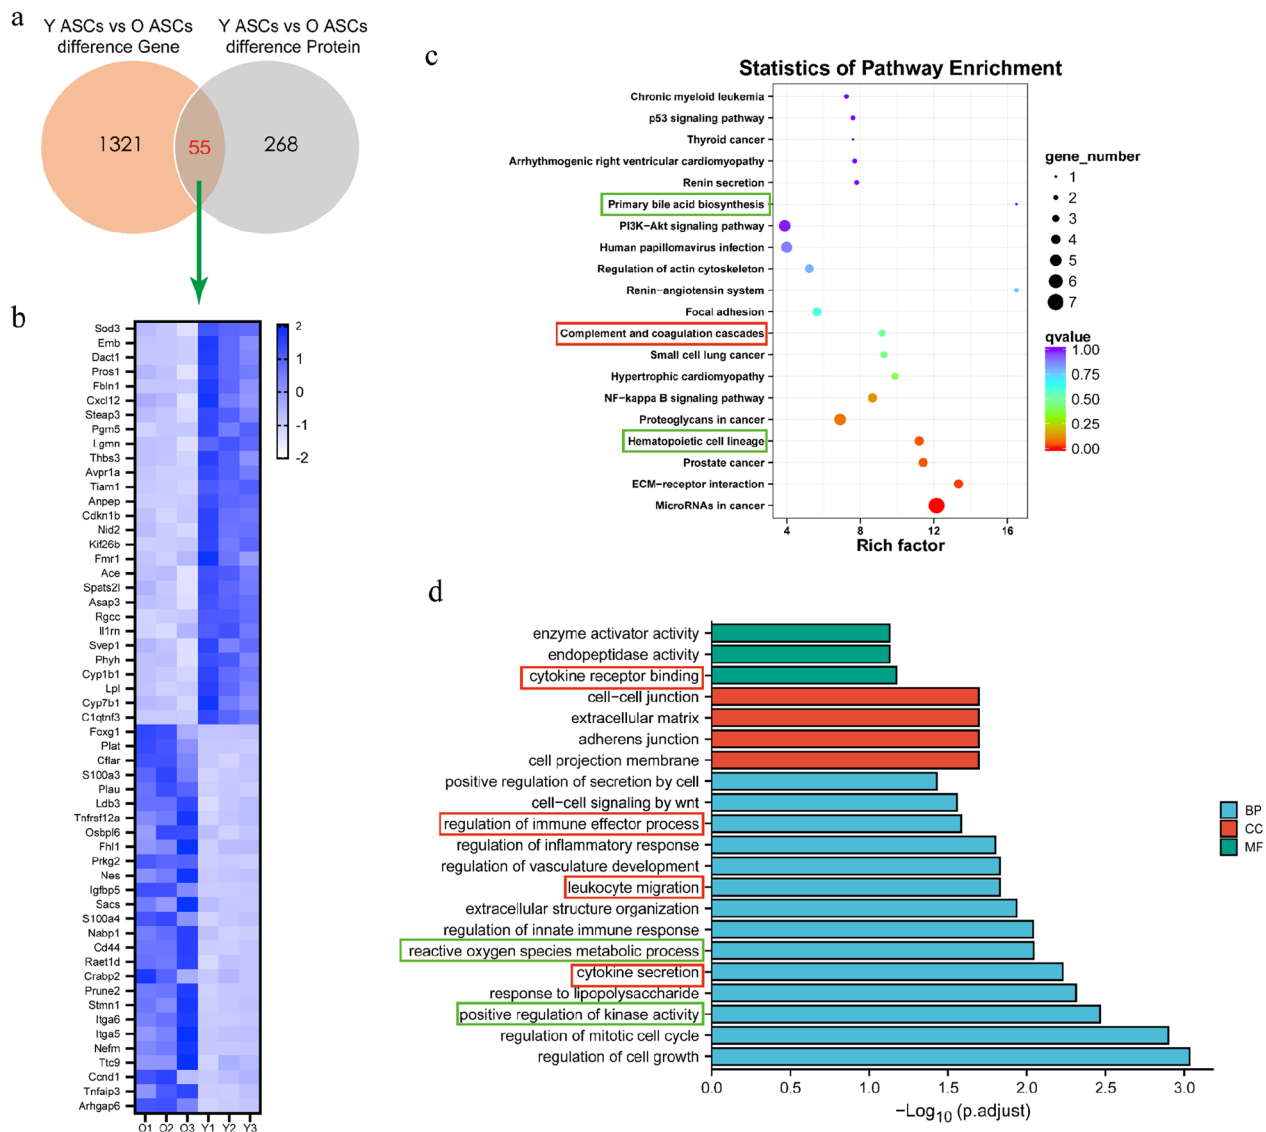 a
Y ASCs vs O ASCs
difference Gene
Y ASCs vs O ASCs
difference Protein
1321
55
268
b
Sod3
Emb
Dact1
Pros1
Fbln1
Cxcl12
Steap3
Pgm5
Lgmn
Thbs3
Avpr1a
Tiam1
Anpep
Cdkn1b
Nid2
Kif26b
Fmr1
Ace
Spats2l
Asap3
Rgcc
Il1rn
Svep1
Phyh
Cyp1b1
Lpl
Cyp7b1
C1qtnf3
Foxg1
Plat
Cflar
S100a3
Plau
Ldb3
Tnfrsf12a
Osbpl6
Fhl1
Prkg2
Nes
Igfbp5
Sacs
S100a4
Nabp1
Cd44
Raet1d
Crabp2
Prune2
Stmn1
Itga6
Itga5
Nefm
Ttc9
Ccnd1
Tnfaip3
Arhgap6
O1 O2 O3 Y1 Y2 Y3
2
1
0
-1
-2
c
Statistics of Pathway Enrichment
Chronic myeloid leukemia
p53 signaling pathway
Thyroid cancer
Arrhythmogenic right ventricular cardiomyopathy
Renin secretion
Primary bile acid biosynthesis
PI3K−Akt signaling pathway
Human papillomavirus infection
Regulation of actin cytoskeleton
Renin−angiotensin system
Focal adhesion
Complement and coagulation cascades
Small cell lung cancer
Hypertrophic cardiomyopathy
NF−kappa B signaling pathway
Proteoglycans in cancer
Hematopoietic cell lineage
Prostate cancer
ECM−receptor interaction
MicroRNAs in cancer
4 8 12 16
Rich factor
gene_number
1
2
3
4
5
6
7
qvalue
1.00
0.75
0.50
0.25
0.00
d
enzyme activator activity
endopeptidase activity
cytokine receptor binding
cell−cell junction
extracellular matrix
adherens junction
cell projection membrane
positive regulation of secretion by cell
cell−cell signaling by wnt
regulation of immune effector process
regulation of inflammatory response
regulation of vasculature development
leukocyte migration
extracellular structure organization
regulation of innate immune response
reactive oxygen species metabolic process
cytokine secretion
response to lipopolysaccharide
positive regulation of kinase activity
regulation of mitotic cell cycle
regulation of cell growth
0.0 0.5 1.0 1.5 2.0 2.5 3.0
−Log10 (p.adjust)
BP
CC
MF